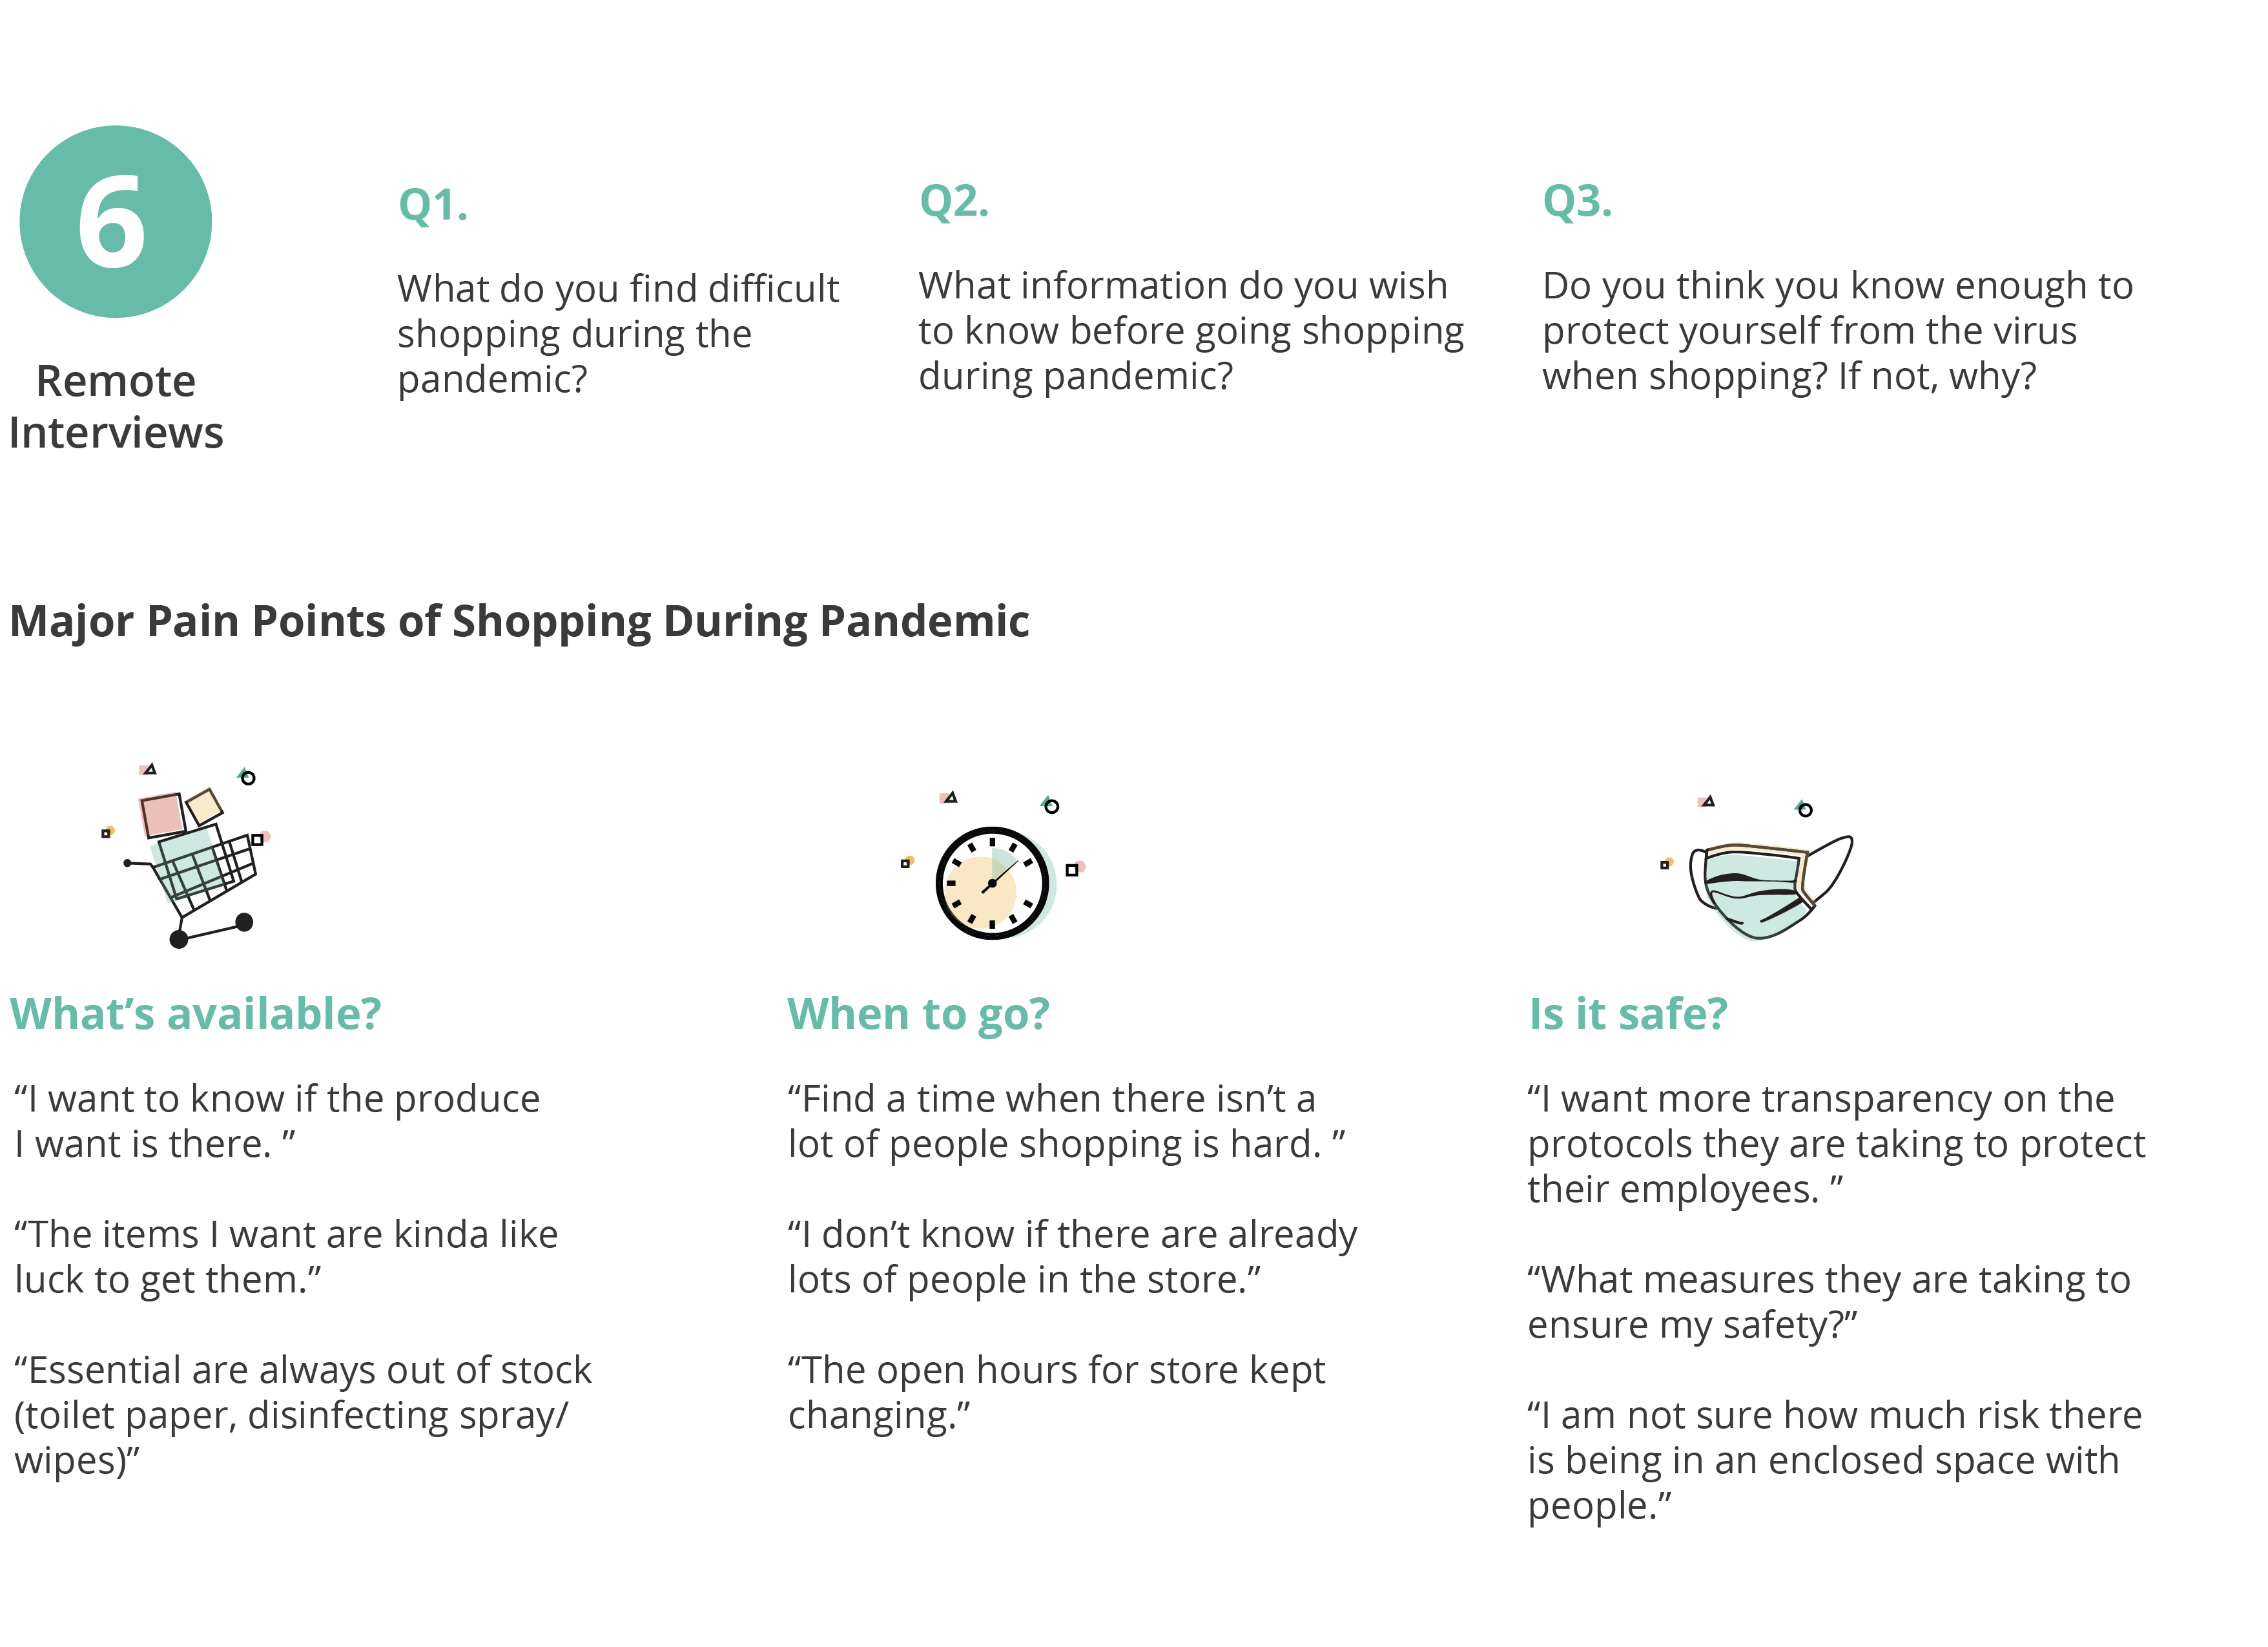 6
Remote
Interviews
Q1.
What do you find difficult
shopping during the
pandemic?
Q2.
What information do you wish
to know before going shopping
during pandemic?
Q3.
Do you think you know enough to
protect yourself from the virus
when shopping? If not, why?
Major Pain Points of Shopping During Pandemic
What’s available?
“I want to know if the produce
I want is there. ”
“The items I want are kinda like
luck to get them.”
“Essential are always out of stock
(toilet paper, disinfecting spray/
wipes)”
When to go?
“Find a time when there isn’t a
lot of people shopping is hard. ”
“I don’t know if there are already
lots of people in the store.”
“The open hours for store kept
changing.”
Is it safe?
“I want more transparency on the
protocols they are taking to protect
their employees. ”
“What measures they are taking to
ensure my safety?”
“I am not sure how much risk there
is being in an enclosed space with
people.”